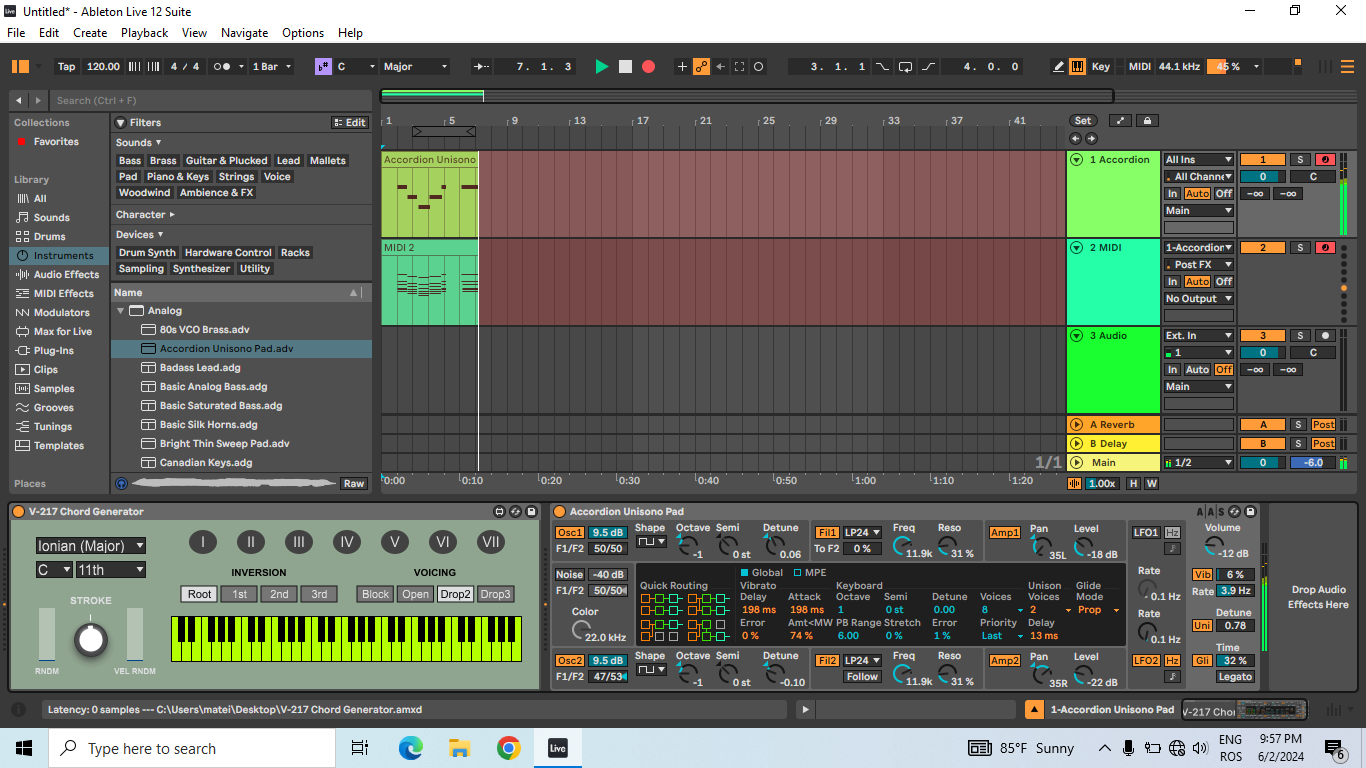 Untitled* - Ableton Live 12 Suite
File Edit Create Playback View Navigate Options Help
Tap 120.00 4 / 4 1 Bar C Major 7. 1. 3 3. 1. 1 4. 0. 0 Key MIDI 44.1 kHz 45 %
Search (Ctrl + F)
Collections
Favorites
Library
All
Sounds
Drums
Instruments
Audio Effects
MIDI Effects
Modulators
Max for Live
Plug-Ins
Clips
Samples
Grooves
Tunings
Templates
Places
Filters Edit
Sounds
Bass Brass Guitar & Plucked Lead Mallets
Pad Piano & Keys Strings Voice
Woodwind Ambience & FX
Character
Devices
Drum Synth Hardware Control Racks
Sampling Synthesizer Utility
Name
Analog
80s VCO Brass.adv
Accordion Unisono Pad.adv
Badass Lead.adg
Basic Analog Bass.adg
Basic Saturated Bass.adg
Basic Silk Horns.adg
Bright Thin Sweep Pad.adv
Canadian Keys.adg
Raw
1 5 9 13 17 21 25 29 33 37 41 Set
Accordion Unisono
MIDI 2
1/1
0:00 0:10 0:20 0:30 0:40 0:50 1:00 1:10 1:20
1 Accordion All Ins 1 S
All Channe 0 C
In Auto Off -∞ -∞
Main
2 MIDI 1-Accordion 2 S
Post FX
In Auto Off
No Output
3 Audio Ext. In 3 S
1 0 C
In Auto Off -∞ -∞
Main
A Reverb A S Post
B Delay B S Post
Main 1/2 0 -6.0
1.00x H W
V-217 Chord Generator
Ionian (Major) I II III IV V VI VII
C 11th
INVERSION VOICING
Root 1st 2nd 3rd Block Open Drop2 Drop3
STROKE
RNDM VEL RNDM
Accordion Unisono Pad A A S
Osc1 9.5 dB Shape Octave Semi Detune Fil1 LP24 Freq Reso Amp1 Pan Level LFO1 Hz Volume
F1/F2 50/50 -1 0 st 0.06 To F2 0 % 11.9k 31 % 35L -18 dB -12 dB
Noise -40 dB
F1/F2 50/50
Color
22.0 kHz
Global MPE
Quick Routing Vibrato Keyboard Unison Glide
Delay Attack Octave Semi Detune Voices Voices Mode
198 ms 198 ms 1 0 st 0.00 8 2 Prop
Error Amt<MW PB Range Stretch Error Priority Delay
0 % 74 % 6.00 0 % 1 % Last 13 ms
Rate
0.1 Hz
Rate
0.1 Hz
Vib 6 %
Rate 3.9 Hz
Detune
Uni 0.78
Time
Gli 32 %
Legato
Osc2 9.5 dB Shape Octave Semi Detune Fil2 LP24 Freq Reso Amp2 Pan Level LFO2 Hz
F1/F2 47/53 -1 0 st -0.10 Follow 11.9k 31 % 35R -22 dB
Drop Audio
Effects Here
Latency: 0 samples --- C:\Users\matei\Desktop\V-217 Chord Generator.amxd
1-Accordion Unisono Pad V-217 Chor
Type here to search
Live
85°F Sunny
ENG
ROS
9:57 PM
6/2/2024
6